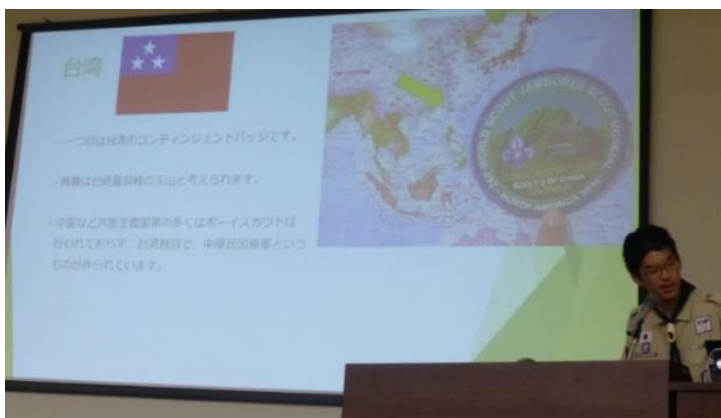 台湾
・一つ目は台湾のコンティンジェントバッジです。
・背景は台湾最高峰の玉山と考えられます。
・中国など共産主義国家の多くはボーイスカウトは
行われておらず、台湾独自で、中華民国童軍という
ものが作られています。
WORLD SCOUT JAMBOREE
SCOUTS OF CHINA
NORTH AMERICA